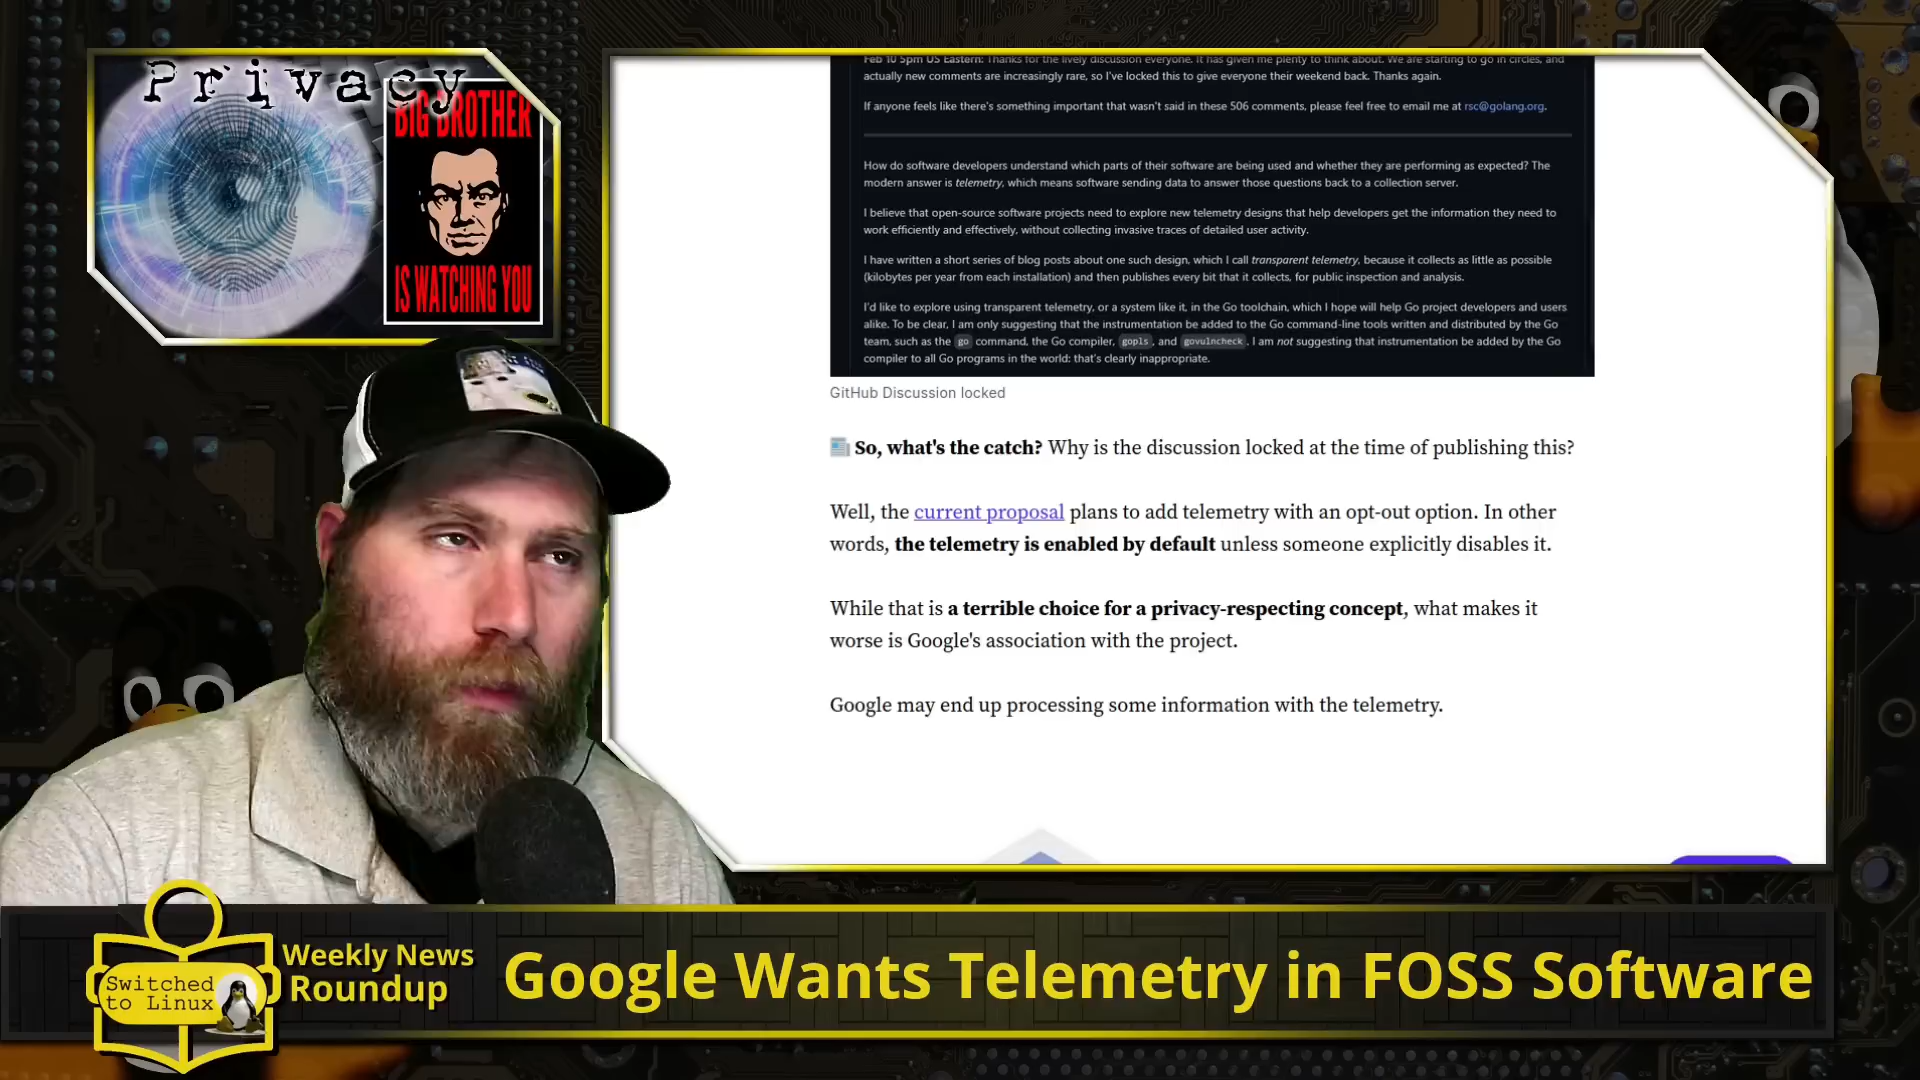 Privacy
BIG BROTHER
IS WATCHING YOU
Feb 10 5pm US Eastern: Thanks for the lively discussion everyone. It has given me plenty to think about. We are starting to go in circles, and
actually new comments are increasingly rare, so I've locked this to give everyone their weekend back. Thanks again.
If anyone feels like there's something important that wasn't said in these 506 comments, please feel free to email me at rsc@golang.org.
How do software developers understand which parts of their software are being used and whether they are performing as expected? The
modern answer is telemetry, which means software sending data to answer those questions back to a collection server.
I believe that open-source software projects need to explore new telemetry designs that help developers get the information they need to
work efficiently and effectively, without collecting invasive traces of detailed user activity.
I have written a short series of blog posts about one such design, which I call transparent telemetry, because it collects as little as possible
(kilobytes per year from each installation) and then publishes every bit that it collects, for public inspection and analysis.
I'd like to explore using transparent telemetry, or a system like it, in the Go toolchain, which I hope will help Go project developers and users
alike. To be clear, I am only suggesting that the instrumentation be added to the Go command-line tools written and distributed by the Go
team, such as the go command, the Go compiler, gopls, and govulncheck. I am not suggesting that instrumentation be added by the Go
compiler to all Go programs in the world: that's clearly inappropriate.
GitHub Discussion locked
So, what's the catch? Why is the discussion locked at the time of publishing this?
Well, the current proposal plans to add telemetry with an opt-out option. In other
words, the telemetry is enabled by default unless someone explicitly disables it.
While that is a terrible choice for a privacy-respecting concept, what makes it
worse is Google's association with the project.
Google may end up processing some information with the telemetry.
Switched
to Linux
Weekly News
Roundup
Google Wants Telemetry in FOSS Software